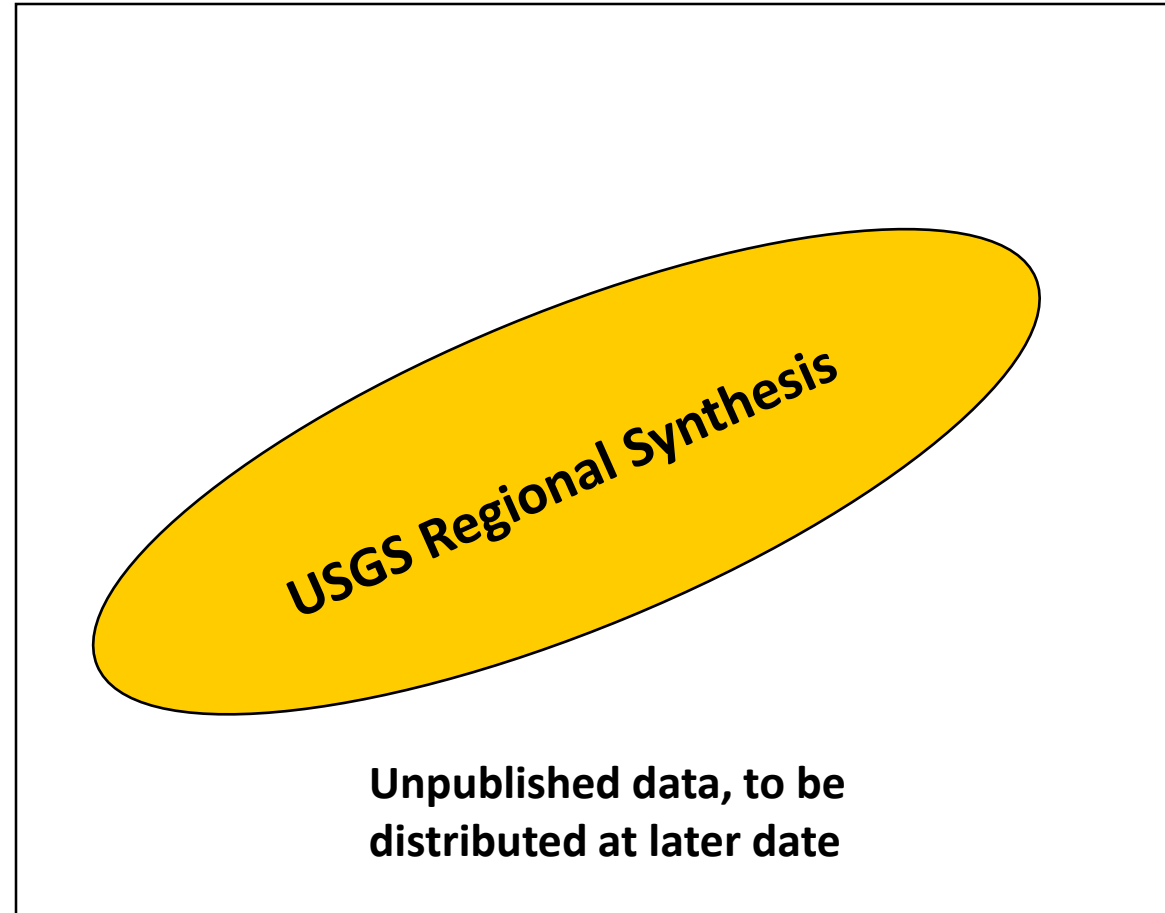 USGS Regional Synthesis
Unpublished data, to be
distributed at later date